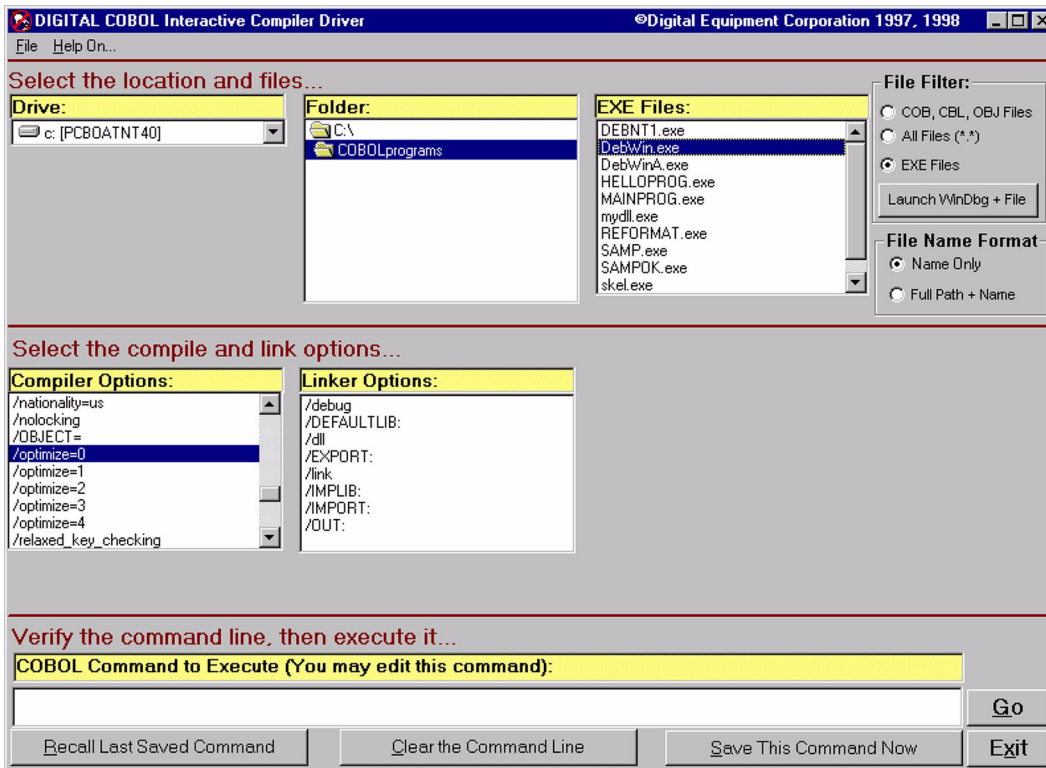 DIGITAL COBOL Interactive Compiler Driver ©Digital Equipment Corporation 1997, 1998
File Help On...
Select the location and files...
Drive:
c: [PCBOATNT40]
Folder:
C:\
COBOLprograms
EXE Files:
DEBNT1.exe
DebWin.exe
DebWinA.exe
HELLOPROG.exe
MAINPROG.exe
mydll.exe
REFORMAT.exe
SAMP.exe
SAMPOK.exe
skel.exe
File Filter:
COB, CBL, OBJ Files
All Files (*.*)
EXE Files
Launch WinDbg + File
File Name Format
Name Only
Full Path + Name
Select the compile and link options...
Compiler Options:
/nationality=us
/nolocking
/OBJECT=
/optimize=0
/optimize=1
/optimize=2
/optimize=3
/optimize=4
/relaxed_key_checking
Linker Options:
/debug
/DEFAULTLIB:
/dll
/EXPORT:
/link
/IMPLIB:
/IMPORT:
/OUT:
Verify the command line, then execute it...
COBOL Command to Execute (You may edit this command):
Go
Recall Last Saved Command
Clear the Command Line
Save This Command Now
Exit